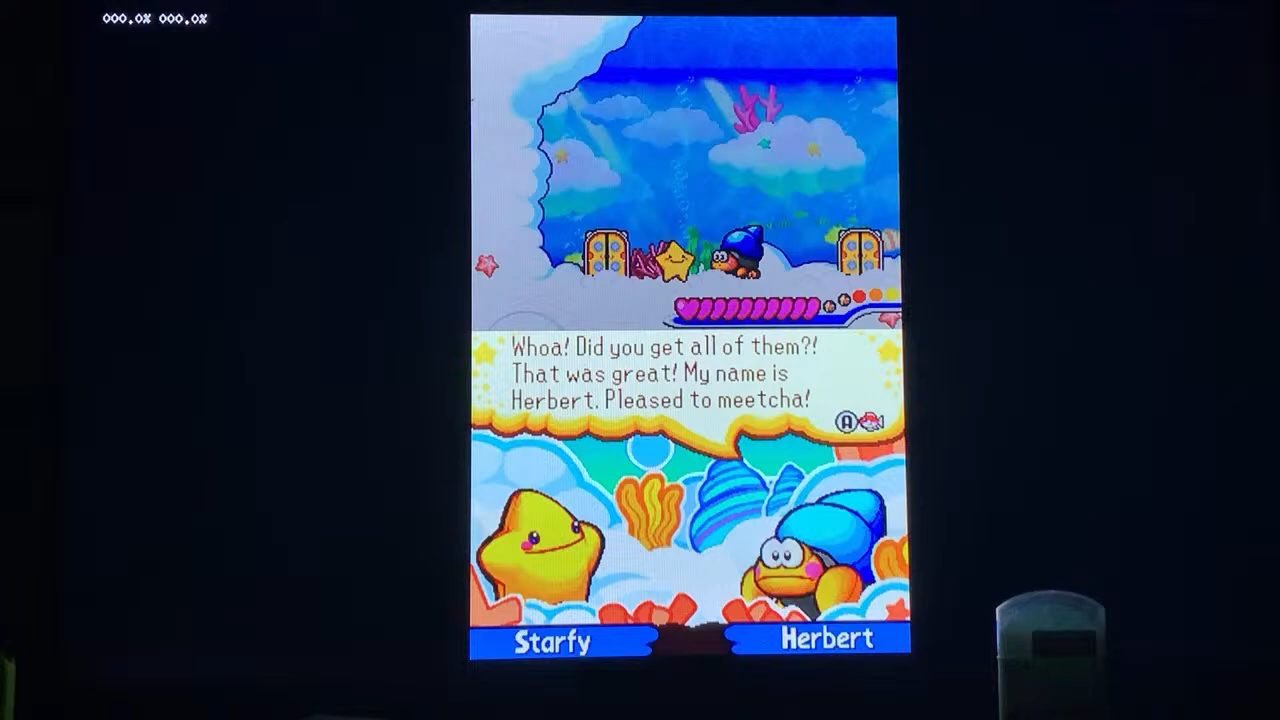 000.0% 000.0%
Whoa! Did you get all of them?!
That was great! My name is
Herbert. Pleased to meetcha!
A
Starfy
Herbert